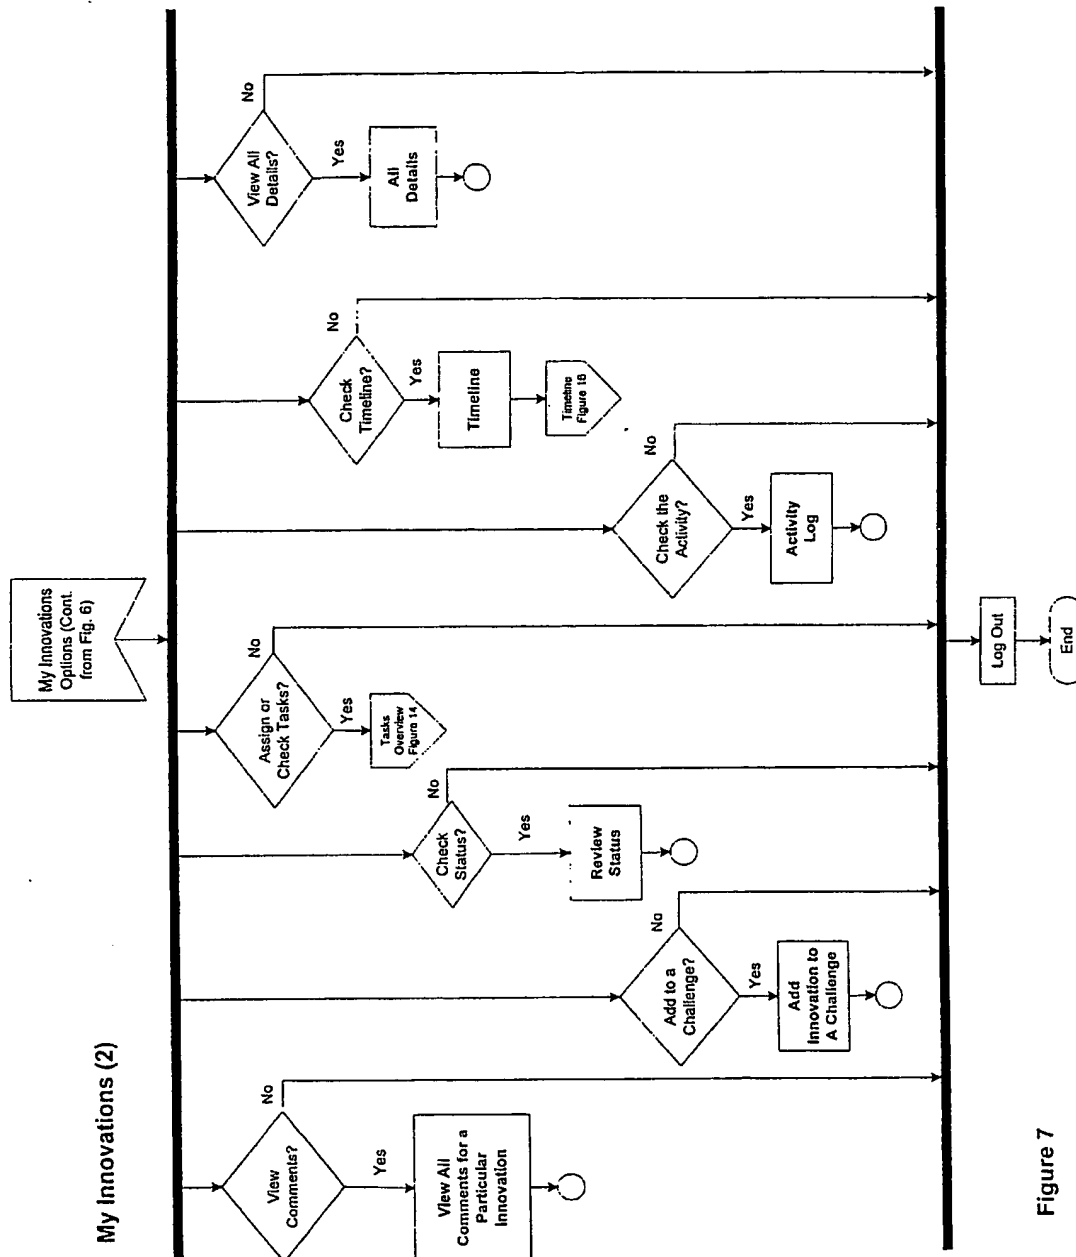 My Innovations (2)
My Innovations
Options (Cont.
from Fig. 6)
View
Comments?
No
Yes
View All
Comments for a
Particular
Innovation
Add to a
Challenge?
No
Yes
Add
Innovation to
A Challenge
Check
Status?
No
Yes
Review
Status
Assign or
Check Tasks?
No
Yes
Tasks
Overview
Figure 14
Check the
Activity?
No
Yes
Activity
Log
Check
Timeline?
No
Yes
Timeline
Timeline
Figure 16
View All
Details?
No
Yes
All
Details
Log Out
End
Figure 7